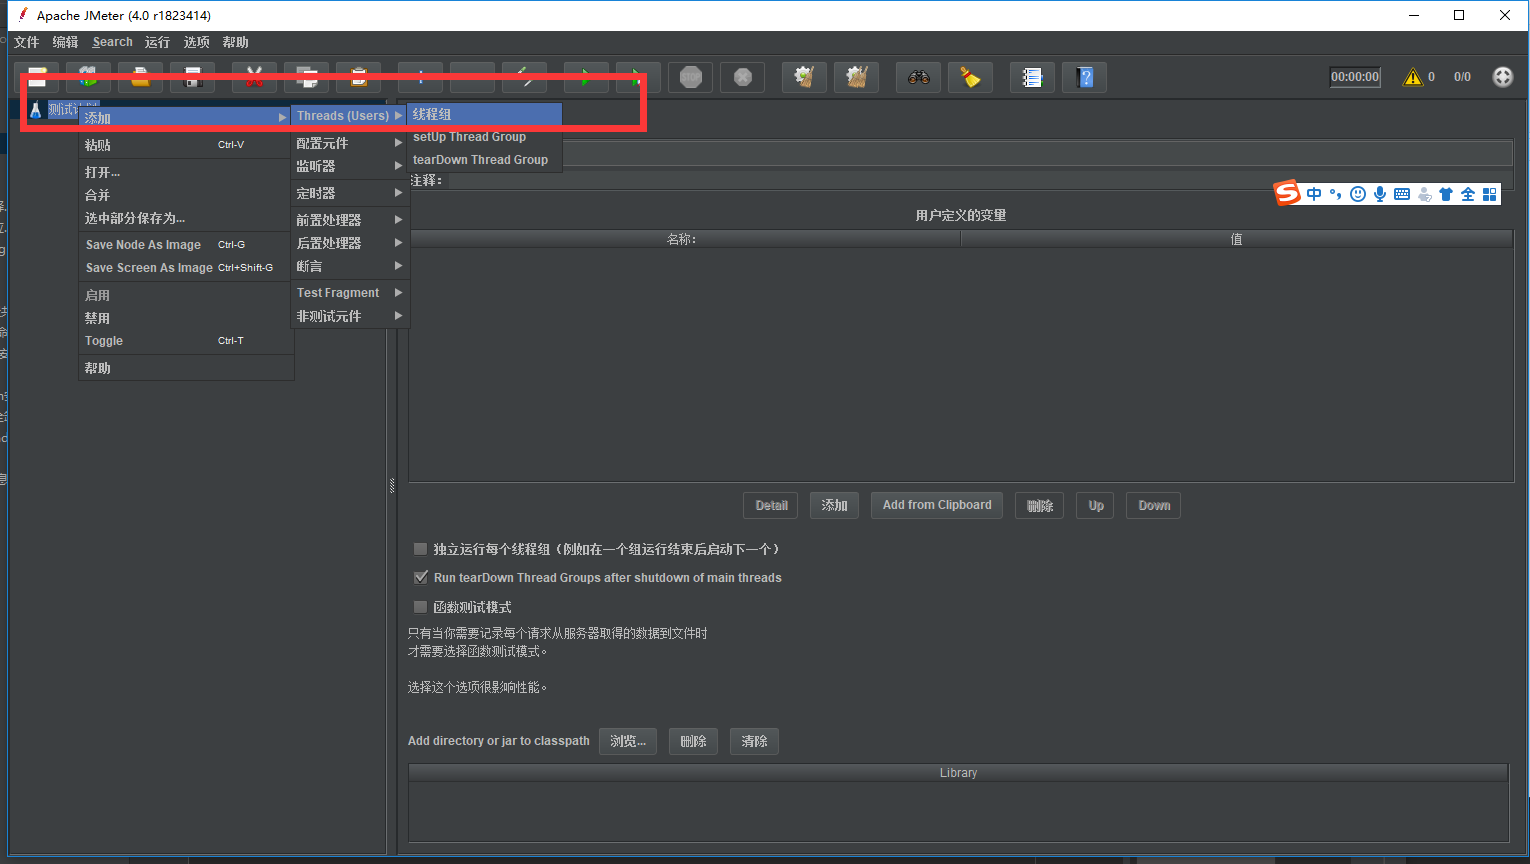 Apache JMeter (4.0 r1823414)
文件 编辑 Search 运行 选项 帮助
STOP
00:00:00 0 0/0
测试计划
添加
Threads (Users)
线程组
粘贴 Ctrl-V
配置元件
setUp Thread Group
打开...
监听器
tearDown Thread Group
合并
定时器
注释:
选中部分保存为...
前置处理器
Save Node As Image Ctrl-G
后置处理器
Save Screen As Image Ctrl+Shift-G
断言
启用
Test Fragment
禁用
非测试元件
Toggle Ctrl-T
帮助
中 全
用户定义的变量
名称: 值
Detail 添加 Add from Clipboard 删除 Up Down
独立运行每个线程组（例如在一个组运行结束后启动下一个）
Run tearDown Thread Groups after shutdown of main threads
函数测试模式
只有当你需要记录每个请求从服务器取得的数据到文件时
才需要选择函数测试模式。
选择这个选项很影响性能。
Add directory or jar to classpath 浏览... 删除 清除
Library